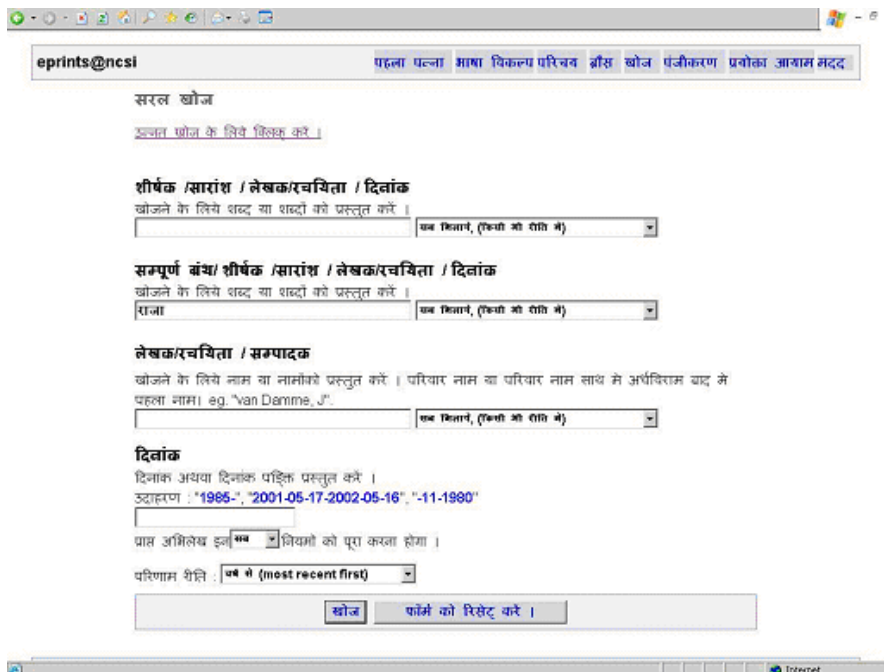 eprints@ncsi
पहला पन्ना भाषा विकल्प परिचय ब्रौस खोज पंजीकरण प्रयोक्ता आयाम मदद
सरल खोज
उन्नत खोज के लिये क्लिक् करें ।
शीर्षक /सारांश / लेखक/रचयिता / दिनांक
खोजने के लिये शब्द या शब्दों को प्रस्तुत करें ।
सब मिलायें, (किसी भी रीति में)
सम्पूर्ण ग्रंथ/ शीर्षक /सारांश / लेखक/रचयिता / दिनांक
खोजने के लिये शब्द या शब्दों को प्रस्तुत करें ।
राजा सब मिलायें, (किसी भी रीति में)
लेखक/रचयिता / सम्पादक
खोजने के लिये नाम या नामोंको प्रस्तुत करें । परिवार नाम या परिवार नाम साथ मे अर्धविराम बाद मे
पहला नाम। eg. "van Damme, J".
सब मिलायें, (किसी भी रीति में)
दिनांक
दिनांक अथवा दिनांक पङ्क्ति प्रस्तुत करें ।
उदाहरण : "1985-", "2001-05-17-2002-05-16", "-11-1980"
प्राप्त अभिलेख इन सब नियमो को पूरा करना होगा ।
परिणाम रीति : वर्ष से (most recent first)
खोज फॉर्म को रिसेट् करें ।
Internet